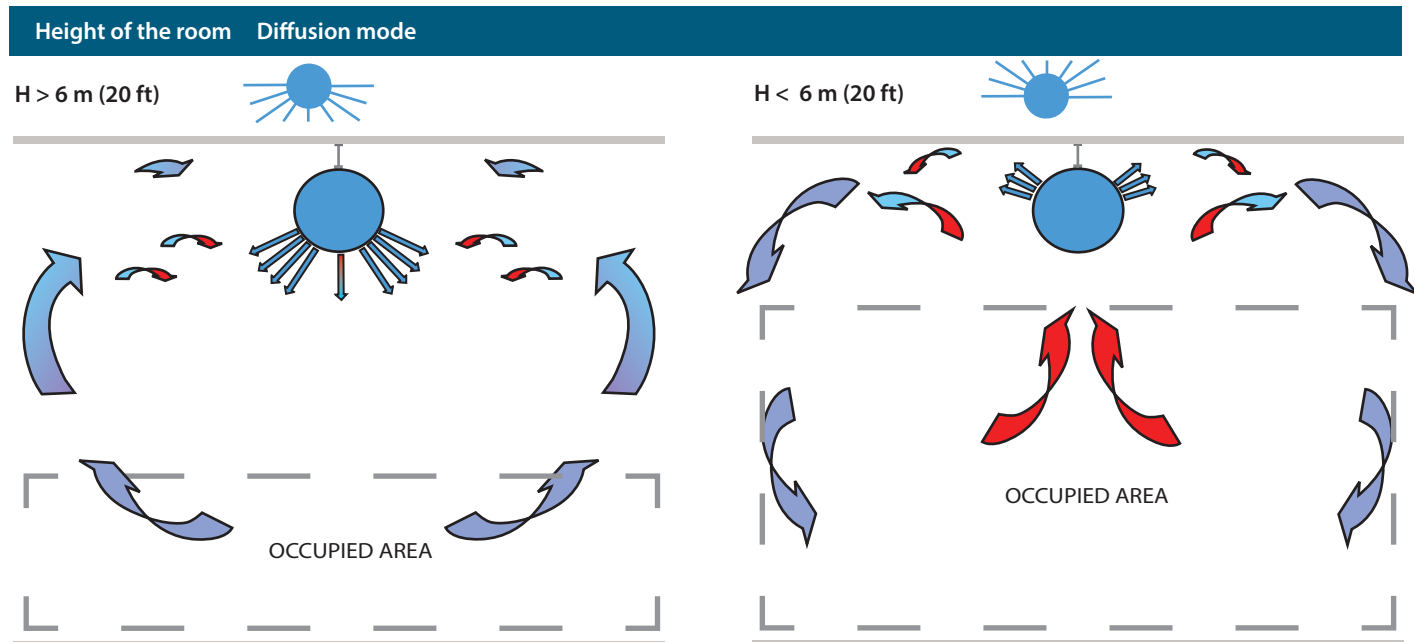 Height of the room Diffusion mode
H > 6 m (20 ft)
H < 6 m (20 ft)
OCCUPIED AREA
OCCUPIED AREA